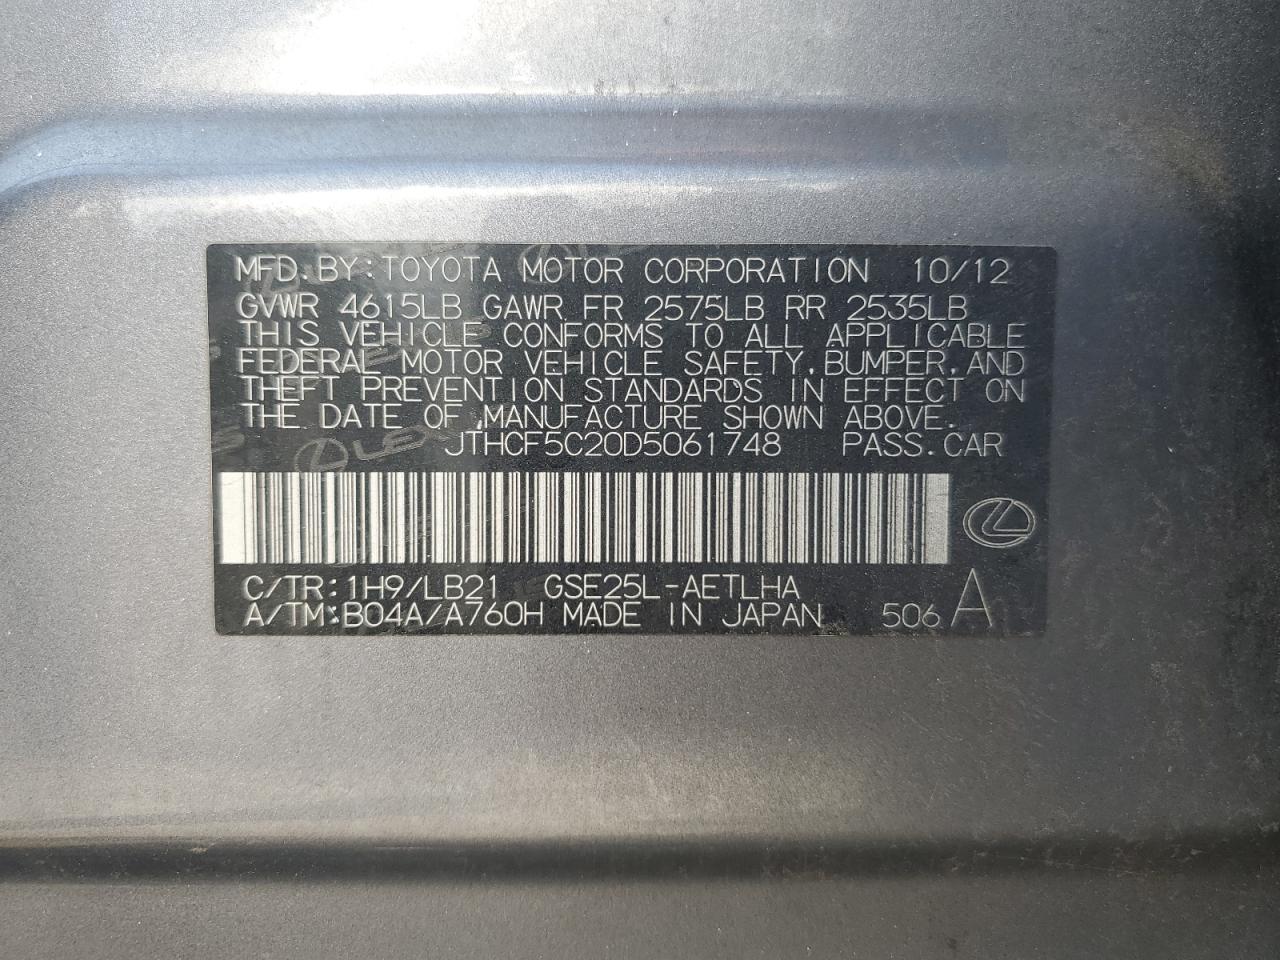 MFD. BY: TOYOTA MOTOR CORPORATION 10/12
GVWR 4615LB GAWR FR 2575LB RR 2535LB
THIS VEHICLE CONFORMS TO ALL APPLICABLE
FEDERAL MOTOR VEHICLE SAFETY, BUMPER, AND
THEFT PREVENTION STANDARDS IN EFFECT ON
THE DATE OF MANUFACTURE SHOWN ABOVE.
JTHCF5C20D5061748 PASS. CAR
C/TR: 1H9/LB21 GSE25L-AETLHA
A/TM: B04A/A760H MADE IN JAPAN 506 A